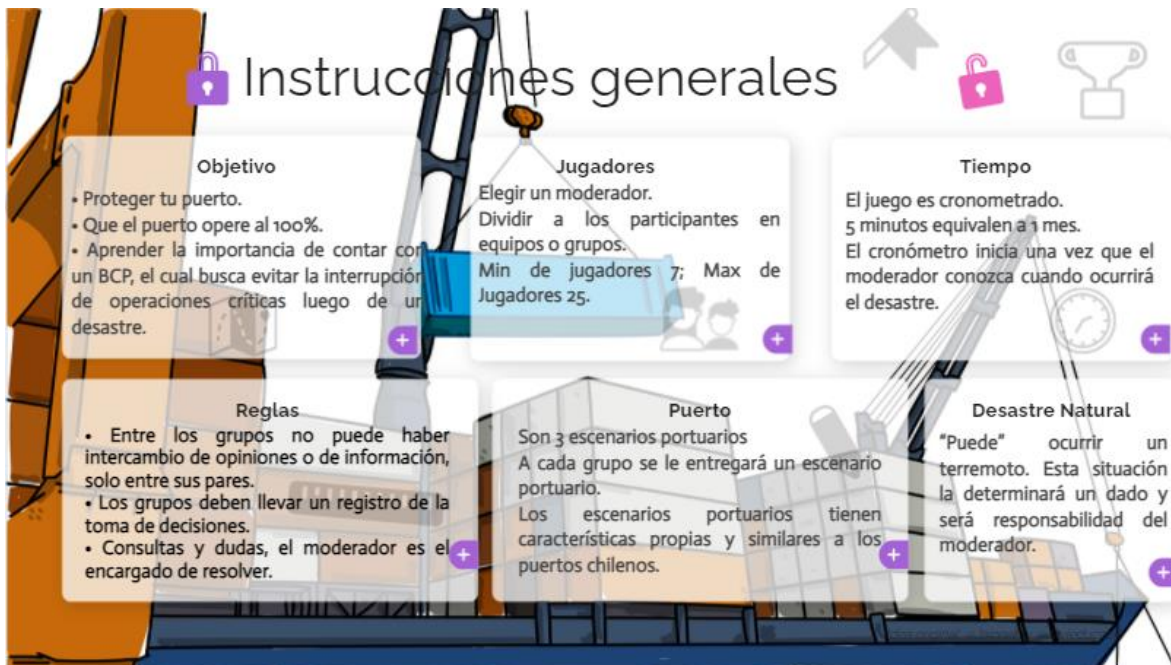 Instrucciones generales
Objetivo
• Proteger tu puerto.
• Que el puerto opere al 100%.
• Aprender la importancia de contar con
un BCP, el cual busca evitar la interrupción
de operaciones críticas luego de un
desastre.
+
Jugadores
Elegir un moderador.
Dividir a los participantes en
equipos o grupos.
Min de jugadores 7; Max de
Jugadores 25.
+
Tiempo
El juego es cronometrado.
5 minutos equivalen a 1 mes.
El cronómetro inicia una vez que el
moderador conozca cuando ocurrirá
el desastre.
+
Reglas
• Entre los grupos no puede haber
intercambio de opiniones o de información,
solo entre sus pares.
• Los grupos deben llevar un registro de la
toma de decisiones.
• Consultas y dudas, el moderador es el
encargado de resolver.
+
Puerto
Son 3 escenarios portuarios
A cada grupo se le entregará un escenario
portuario.
Los escenarios portuarios tienen
características propias y similares a los
puertos chilenos.
+
Desastre Natural
"Puede" ocurrir un
terremoto. Esta situación
la determinará un dado y
será responsabilidad del
moderador.
+